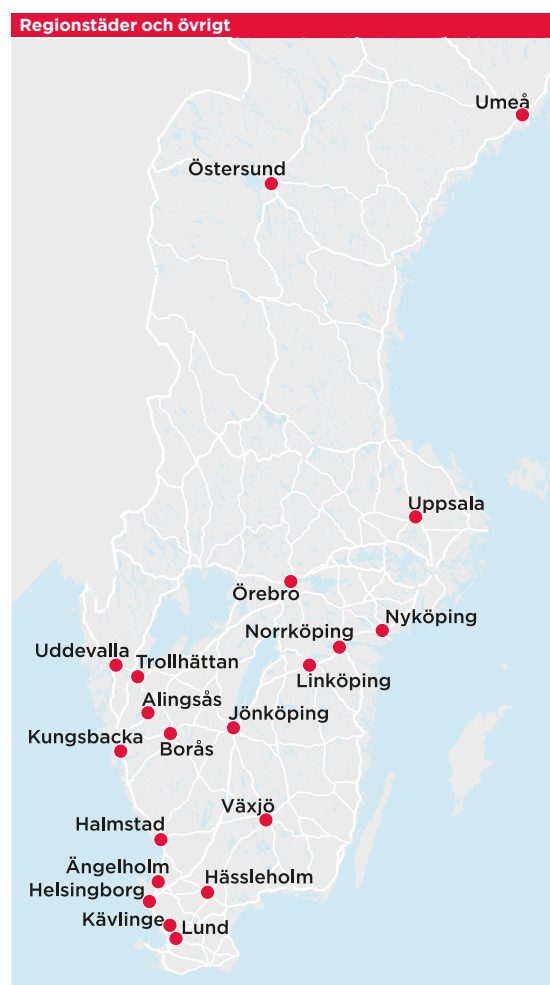 Regionstäder och övrigt
Umeå
Östersund
Uppsala
Örebro
Nyköping
Norrköping
Uddevalla
Trollhättan
Linköping
Alingsås
Jönköping
Kungsbacka
Borås
Växjö
Halmstad
Ängelholm
Hässleholm
Helsingborg
Kävlinge
Lund